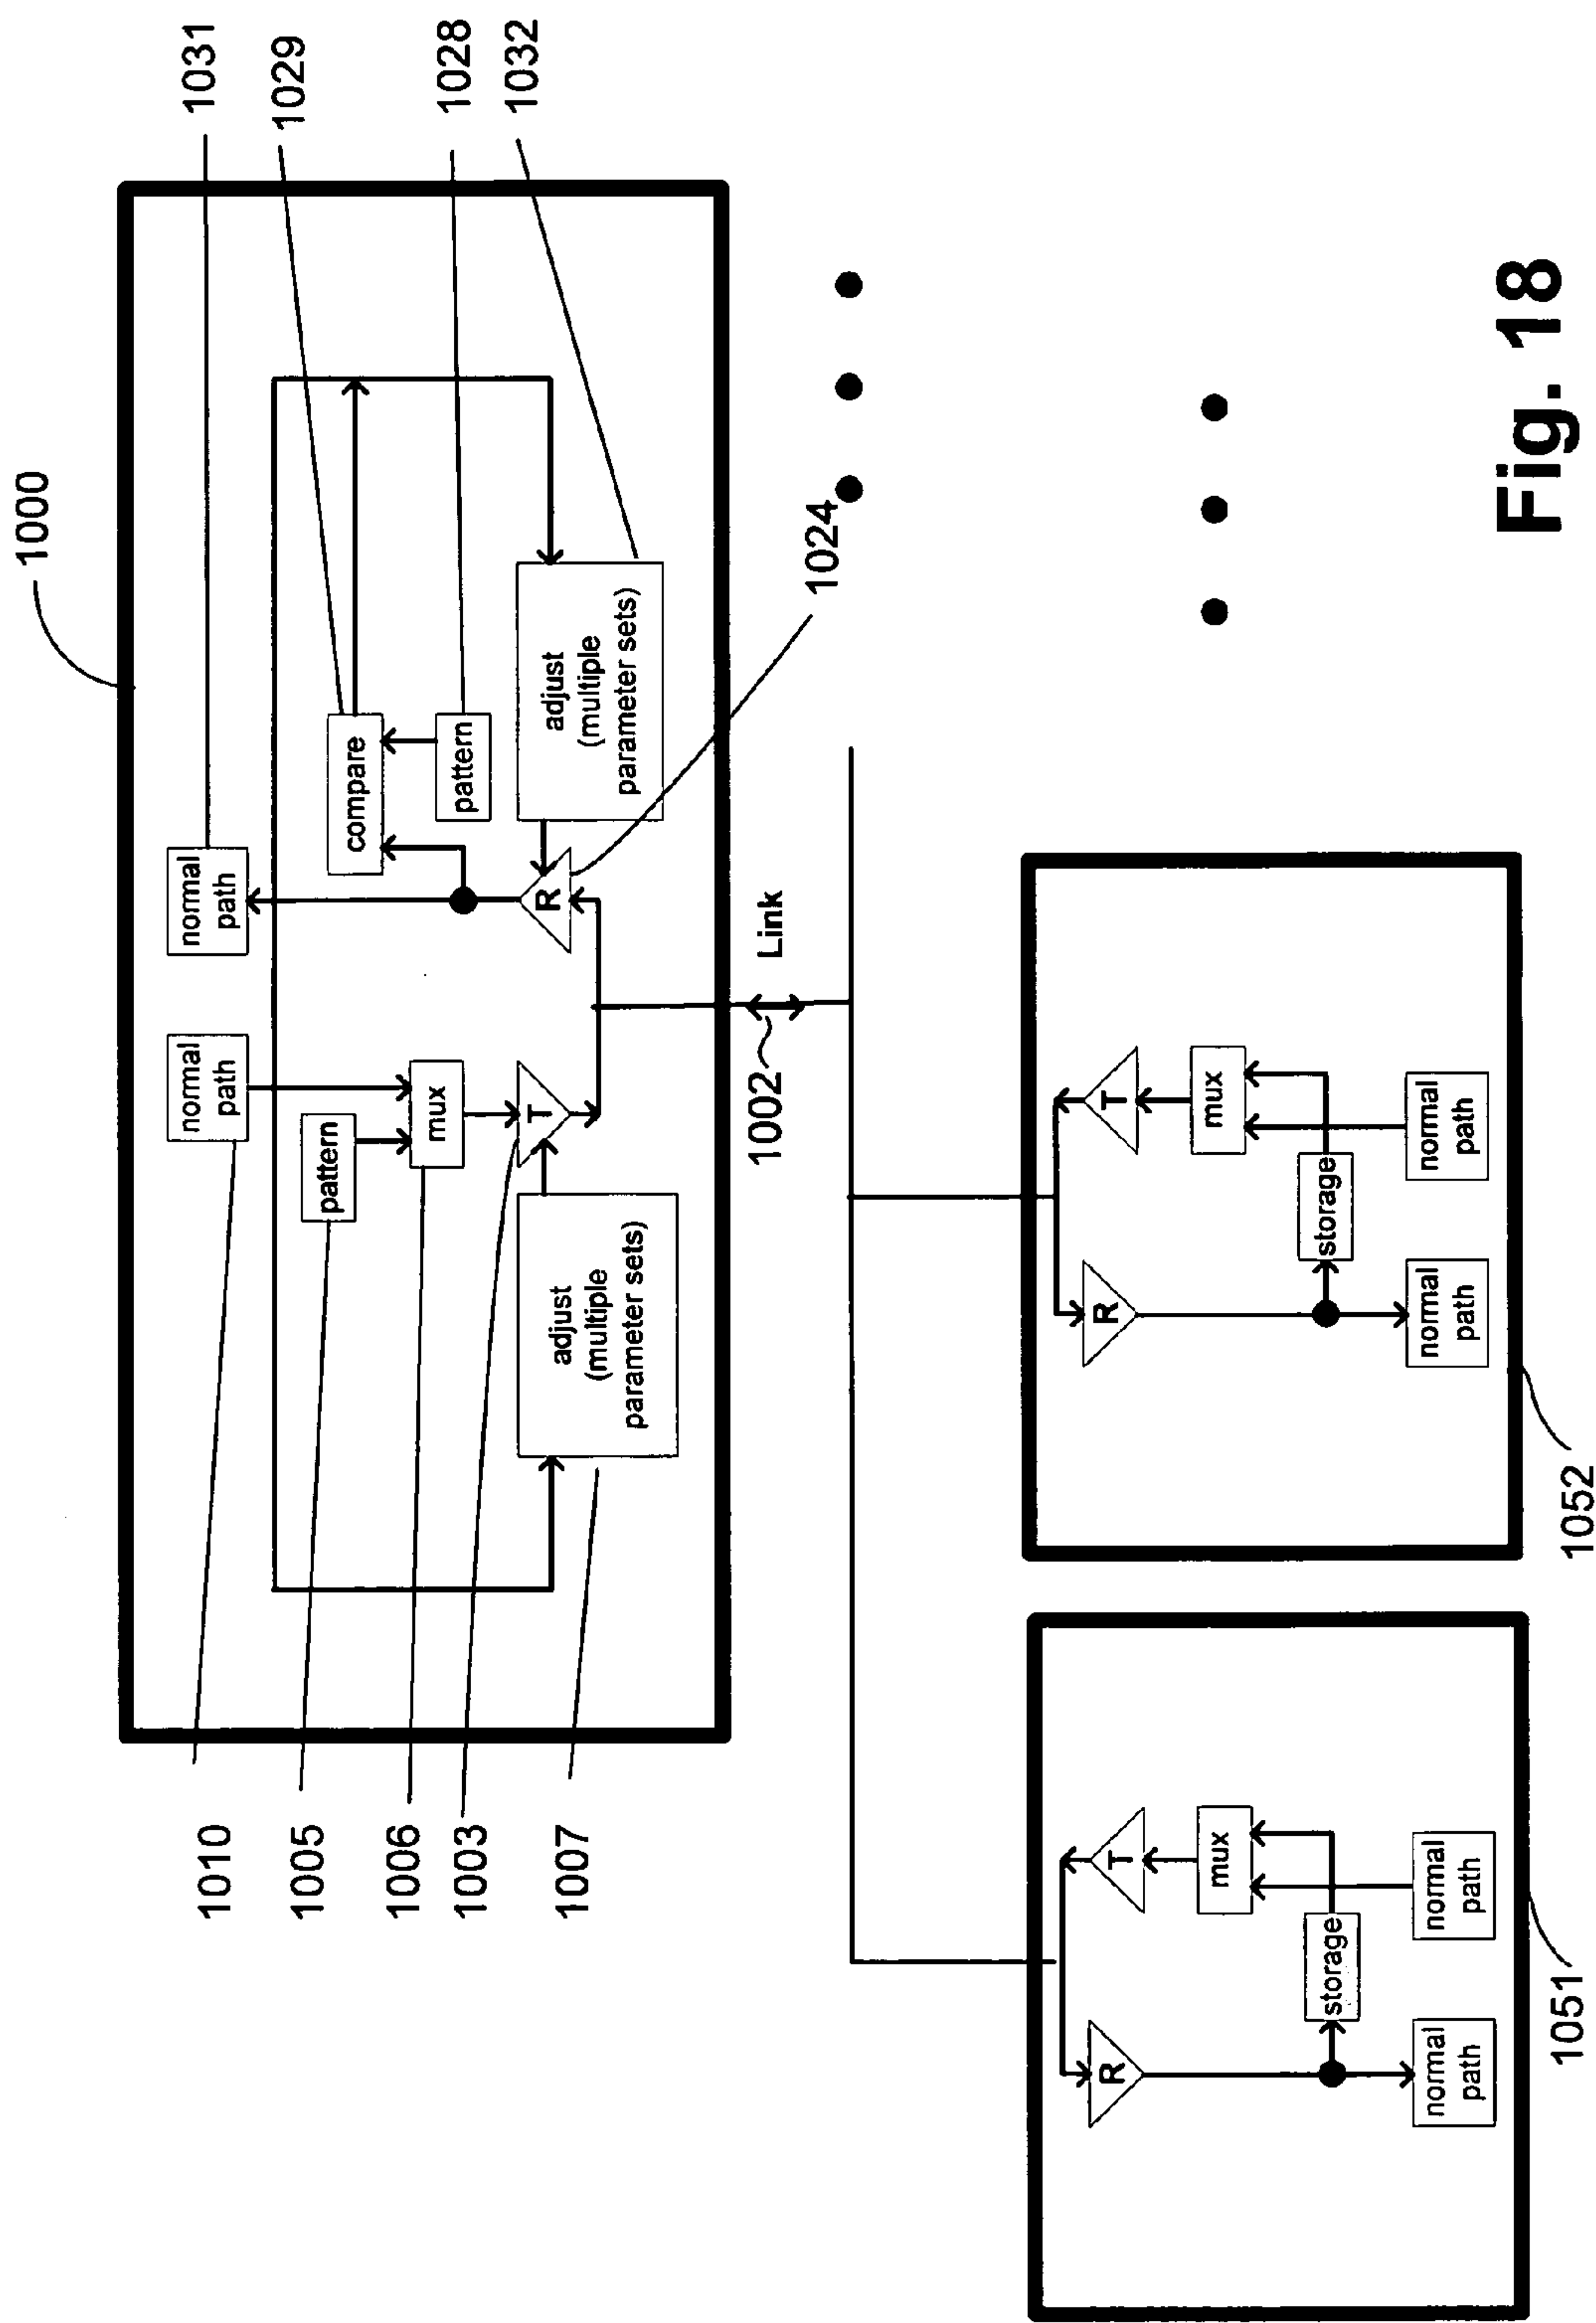 1000
1010
normal
path
normal
path
1031
1005
pattern
1029
1006
mux
compare
1003
T
R
pattern
1028
1007
adjust
(multiple
parameter sets)
adjust
(multiple
parameter sets)
1032
1002
Link
1024
R
T
mux
storage
normal
path
normal
path
1051
R
T
mux
storage
normal
path
normal
path
1052
Fig. 18